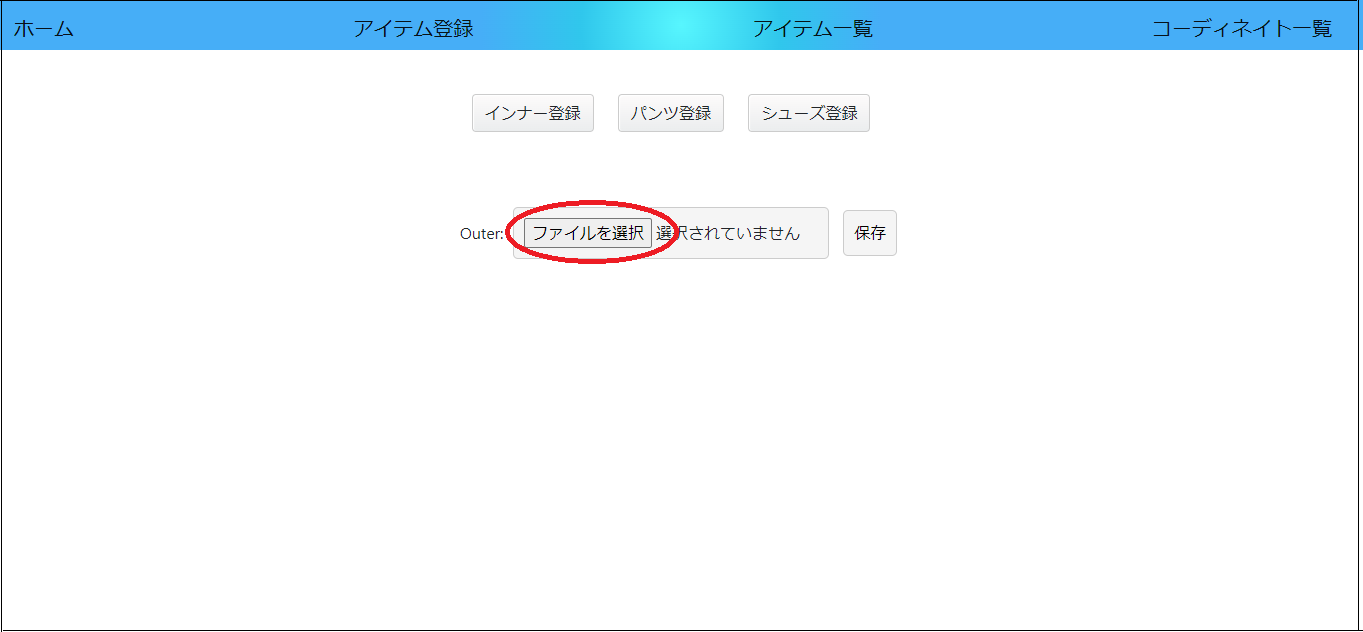 ホーム アイテム登録 アイテム一覧 コーディネイト一覧
インナー登録 パンツ登録 シューズ登録
Outer: ファイルを選択 選択されていません 保存